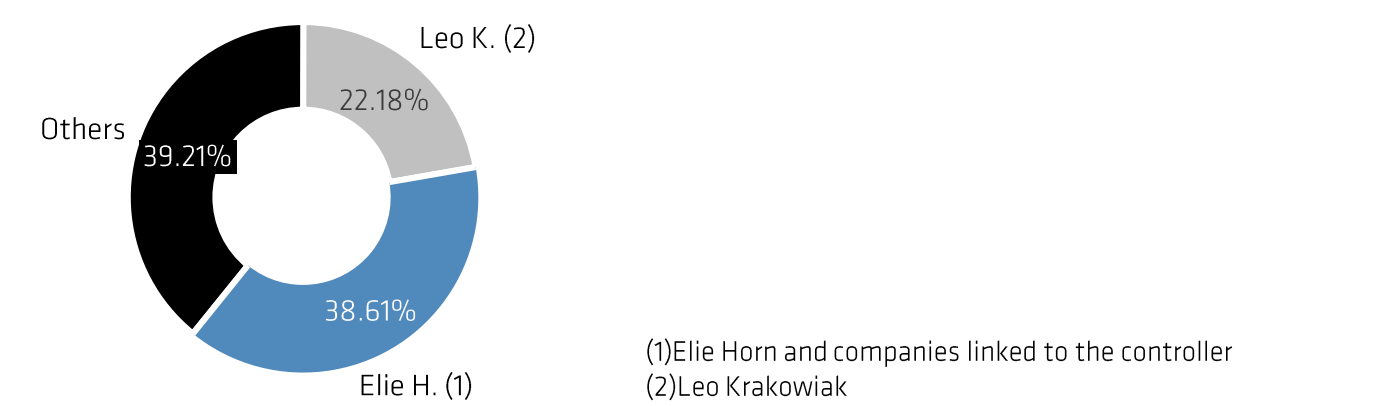 Leo K. (2)
22.18%
Others
39.21%
38.61%
Elie H. (1)
(1)Elie Horn and companies linked to the controller
(2)Leo Krakowiak